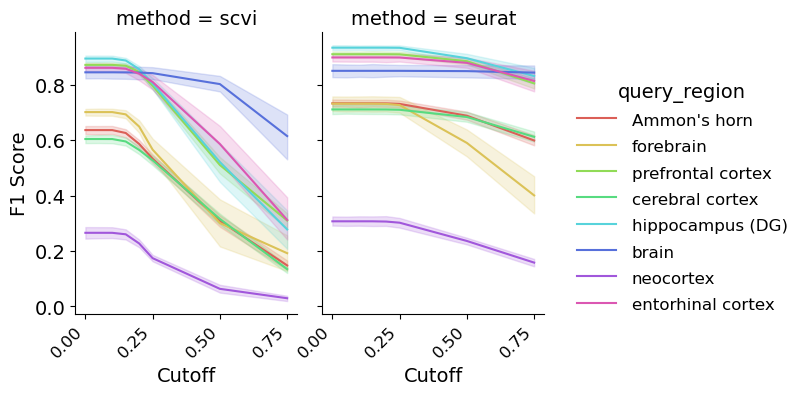 method = scvi
method = seurat
F1 Score
0.8
0.6
0.4
0.2
0.0
0.00
0.25
0.50
0.75
Cutoff
0.00
0.25
0.50
0.75
Cutoff
query_region
Ammon's horn
forebrain
prefrontal cortex
cerebral cortex
hippocampus (DG)
brain
neocortex
entorhinal cortex